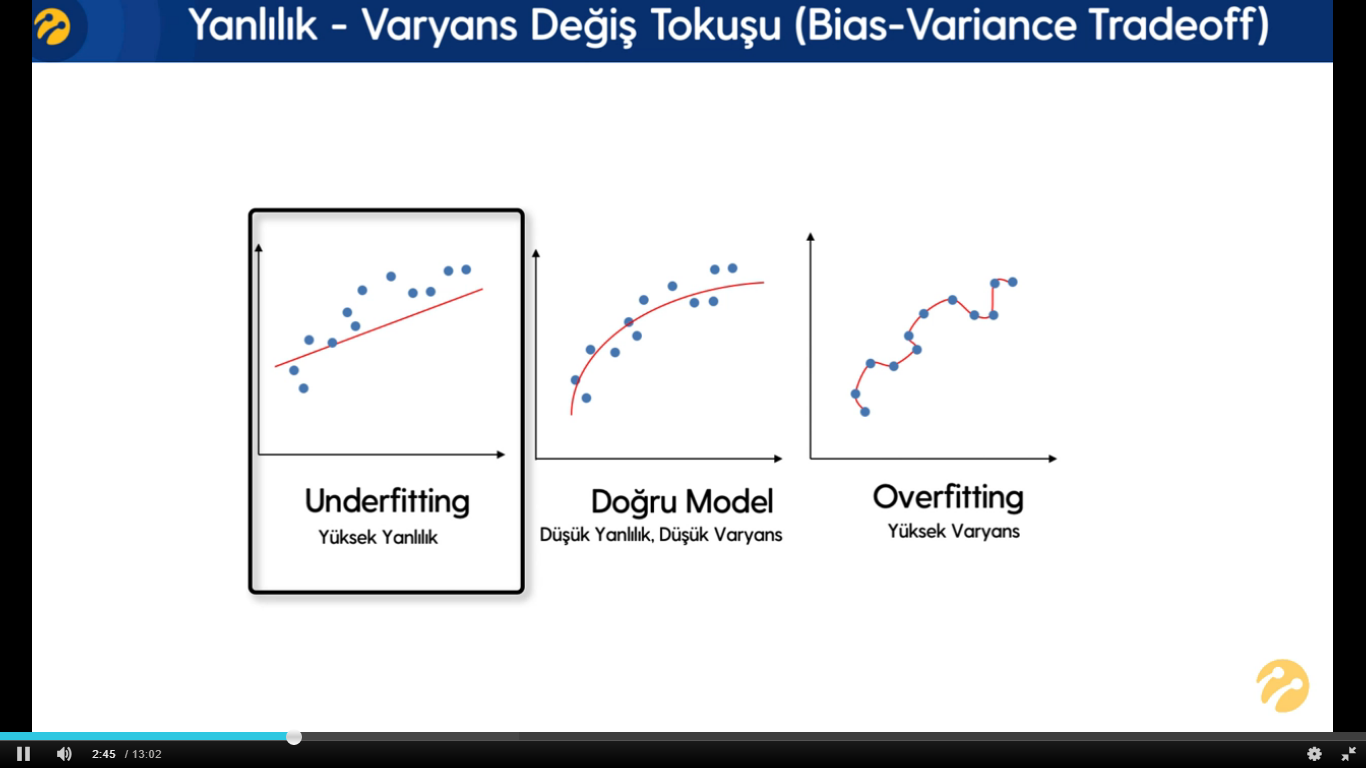 Yanlılık - Varyans Değiş Tokuşu (Bias-Variance Tradeoff)
Underfitting
Yüksek Yanlılık
Doğru Model
Düşük Yanlılık, Düşük Varyans
Overfitting
Yüksek Varyans
2:45 / 13:02